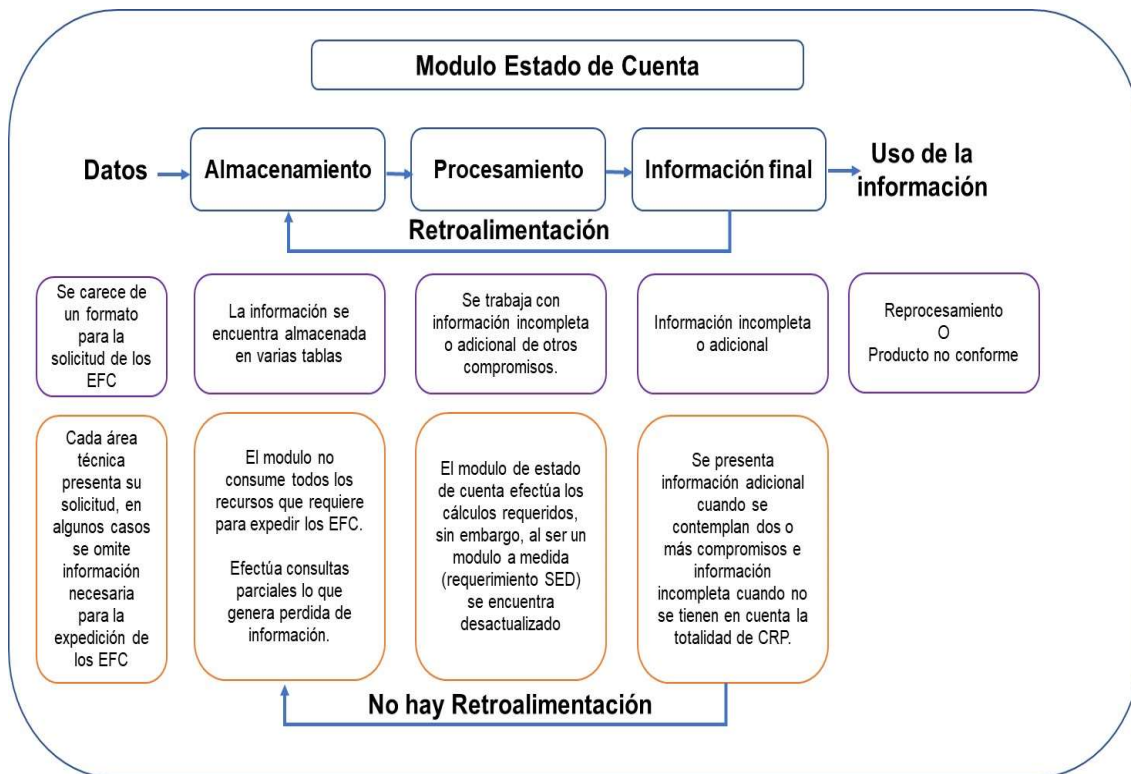 Modulo Estado de Cuenta
Datos
Almacenamiento
Procesamiento
Información final
Uso de la
información
Retroalimentación
Se carece de
un formato
para la
solicitud de los
EFC
La información se
encuentra almacenada
en varias tablas
Se trabaja con
información incompleta
o adicional de otros
compromisos.
Información incompleta
o adicional
Reprocesamiento
O
Producto no conforme
Cada área
técnica
presenta su
solicitud, en
algunos casos
se omite
información
necesaria
para la
expedición de
los EFC
El modulo no
consume todos los
recursos que requiere
para expedir los EFC.
Efectúa consultas
parciales lo que
genera perdida de
información.
El modulo de estado
de cuenta efectúa los
cálculos requeridos,
sin embargo, al ser un
modulo a medida
(requerimiento SED)
se encuentra
desactualizado
Se presenta
información adicional
cuando se
contemplan dos o
más compromisos e
información
incompleta cuando no
se tienen en cuenta la
totalidad de CRP.
No hay Retroalimentación